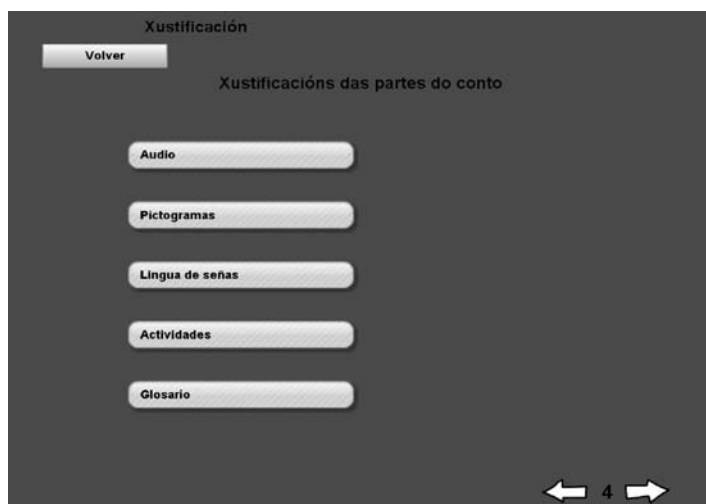 Xustificación
Volver
Xustificacións das partes do conto
Audio
Pictogramas
Lingua de señas
Actividades
Glosario
4